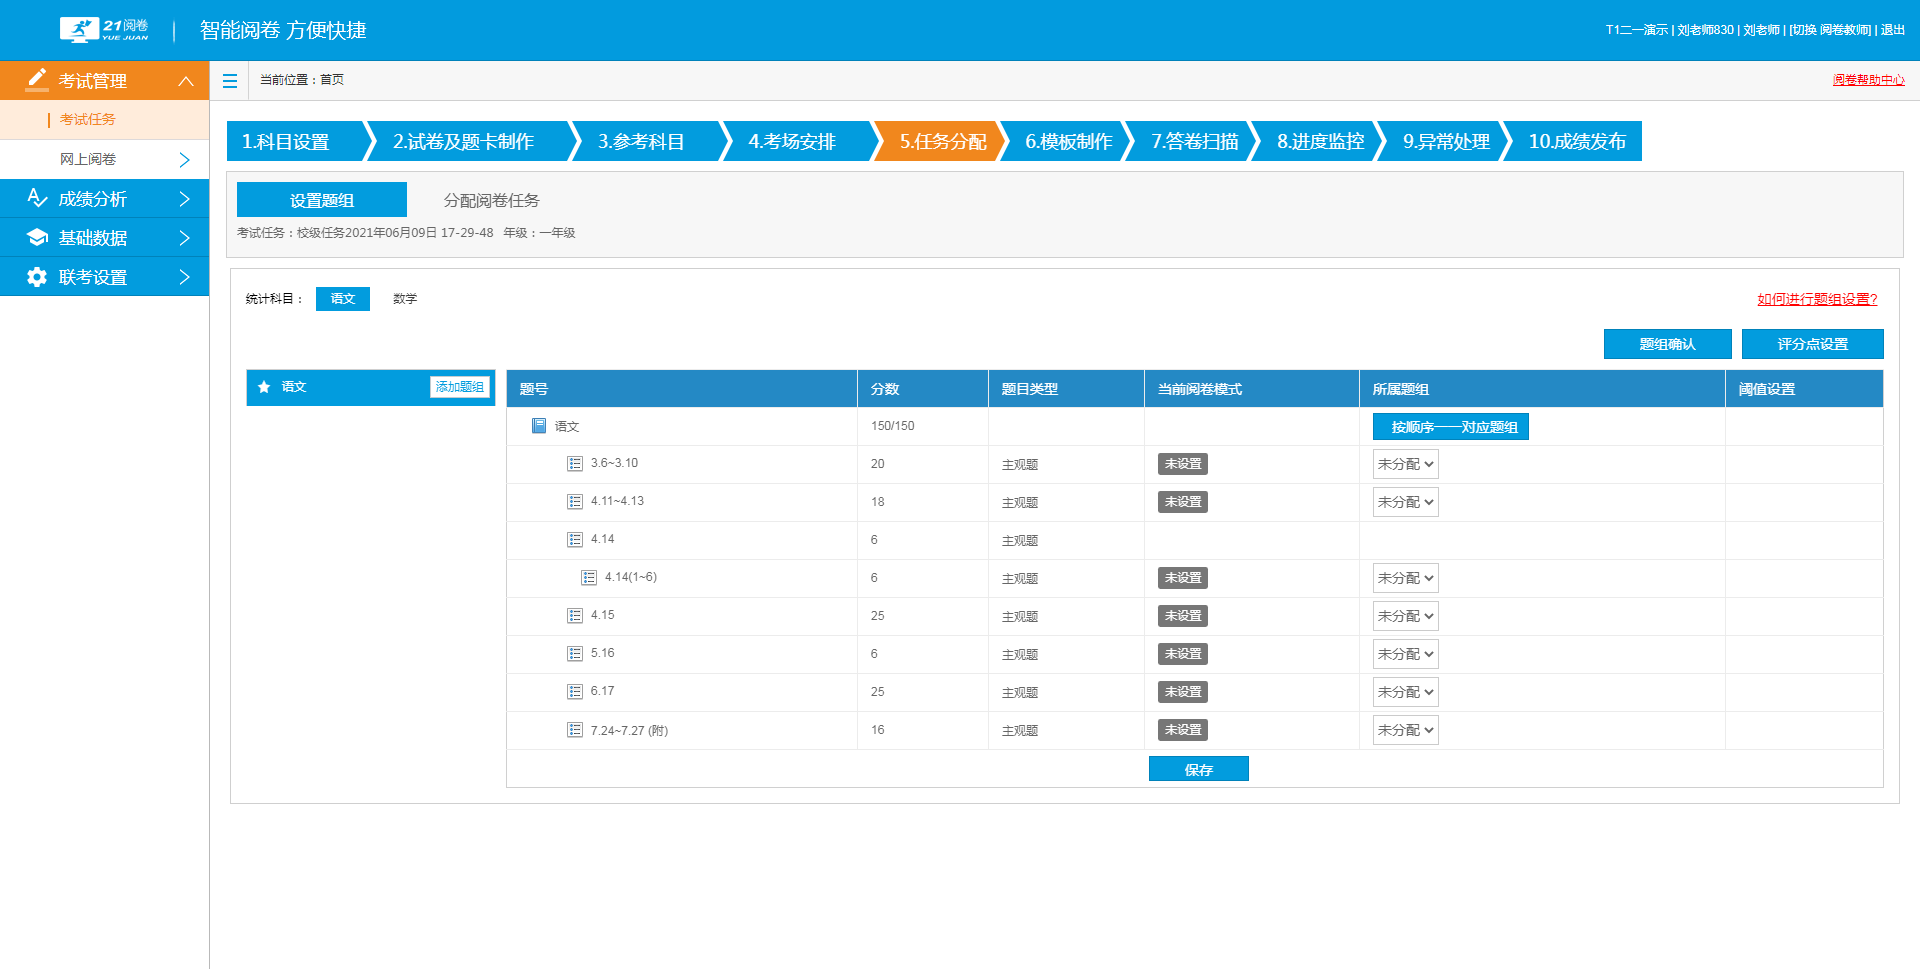 21阅卷
YUE JUAN
智能阅卷 方便快捷
T1二一演示 | 刘老师830 | 刘老师 | [切换 阅卷教师] | 退出
考试管理
考试任务
网上阅卷
成绩分析
基础数据
联考设置
当前位置：首页
阅卷帮助中心
1.科目设置 2.试卷及题卡制作 3.参考科目 4.考场安排 5.任务分配 6.模板制作 7.答卷扫描 8.进度监控 9.异常处理 10.成绩发布
设置题组 分配阅卷任务
考试任务：校级任务2021年06月09日 17-29-48 年级：一年级
统计科目： 语文 数学
如何进行题组设置?
题组确认 评分点设置
语文 添加题组
题号 分数 题目类型 当前阅卷模式 所属题组 阈值设置
语文 150/150 按顺序一一对应题组
3.6~3.10 20 主观题 未设置 未分配
4.11~4.13 18 主观题 未设置 未分配
4.14 6 主观题
4.14(1~6) 6 主观题 未设置 未分配
4.15 25 主观题 未设置 未分配
5.16 6 主观题 未设置 未分配
6.17 25 主观题 未设置 未分配
7.24~7.27 (附) 16 主观题 未设置 未分配
保存